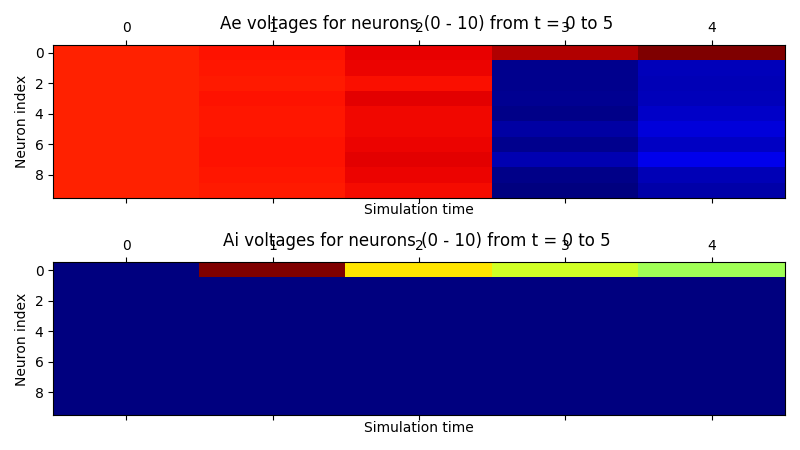 Ae voltages for neurons (0 - 10) from t = 0 to 5
0 1 2 3 4
0
2
4
6
8
Neuron index
Simulation time
Ai voltages for neurons (0 - 10) from t = 0 to 5
0 1 2 3 4
0
2
4
6
8
Neuron index
Simulation time